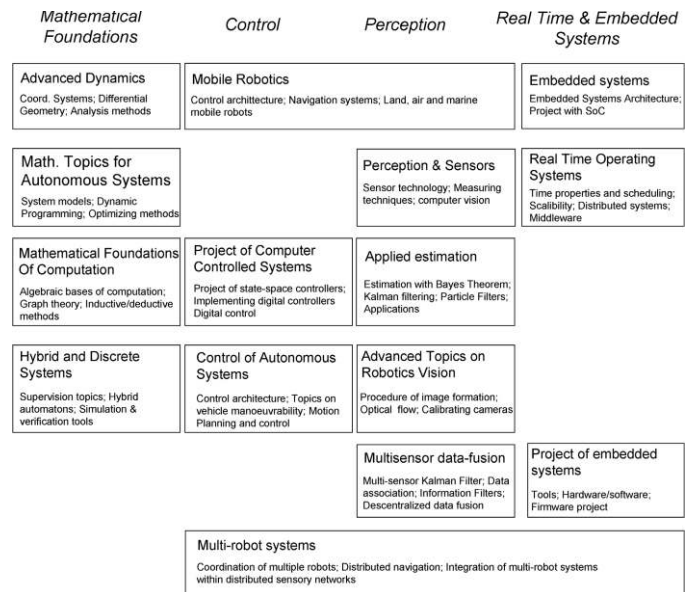 Mathematical
Foundations
Control
Perception
Real Time & Embedded
Systems
Advanced Dynamics
Coord. Systems; Differential
Geometry; Analysis methods
Mobile Robotics
Control archittecture; Navigation systems; Land, air and marine
mobile robots
Embedded systems
Embedded Systems Architecture;
Project with SoC
Math. Topics for
Autonomous Systems
System models; Dynamic
Programming; Optimizing methods
Perception & Sensors
Sensor technology; Measuring
techniques; computer vision
Real Time Operating
Systems
Time properties and scheduling;
Scalibility; Distributed systems;
Middleware
Mathematical Foundations
Of Computation
Algebraic bases of computation;
Graph theory; Inductive/deductive
methods
Project of Computer
Controlled Systems
Project of state-space controllers;
Implementing digital controllers
Digital control
Applied estimation
Estimation with Bayes Theorem;
Kalman filtering; Particle Filters;
Applications
Hybrid and Discrete
Systems
Supervision topics; Hybrid
automatons; Simulation &
verification tools
Control of Autonomous
Systems
Control architecture; Topics on
vehicle manoeuvrability; Motion
Planning and control
Advanced Topics on
Robotics Vision
Procedure of image formation;
Optical flow; Calibrating cameras
Multisensor data-fusion
Multi-sensor Kalman Filter; Data
association; Information Filters;
Descentralized data fusion
Project of embedded
systems
Tools; Hardware/software;
Firmware project
Multi-robot systems
Coordination of multiple robots; Distributed navigation; Integration of multi-robot systems
within distributed sensory networks